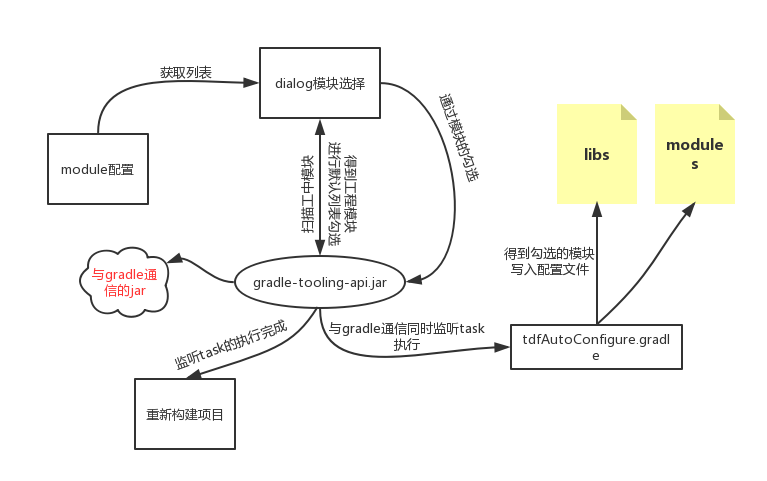 获取列表
dialog模块选择
module配置
通过模块的勾选
libs
module
s
扫描工中模块
得到工程模块
进行默认列表勾选
与gradle通
信的jar
gradle-tooling-api.jar
得到勾选的模块
写入配置文件
监听task的执行完成
与gradle通信同时监听task
执行
tdfAutoConfigure.gradl
e
重新构建项目